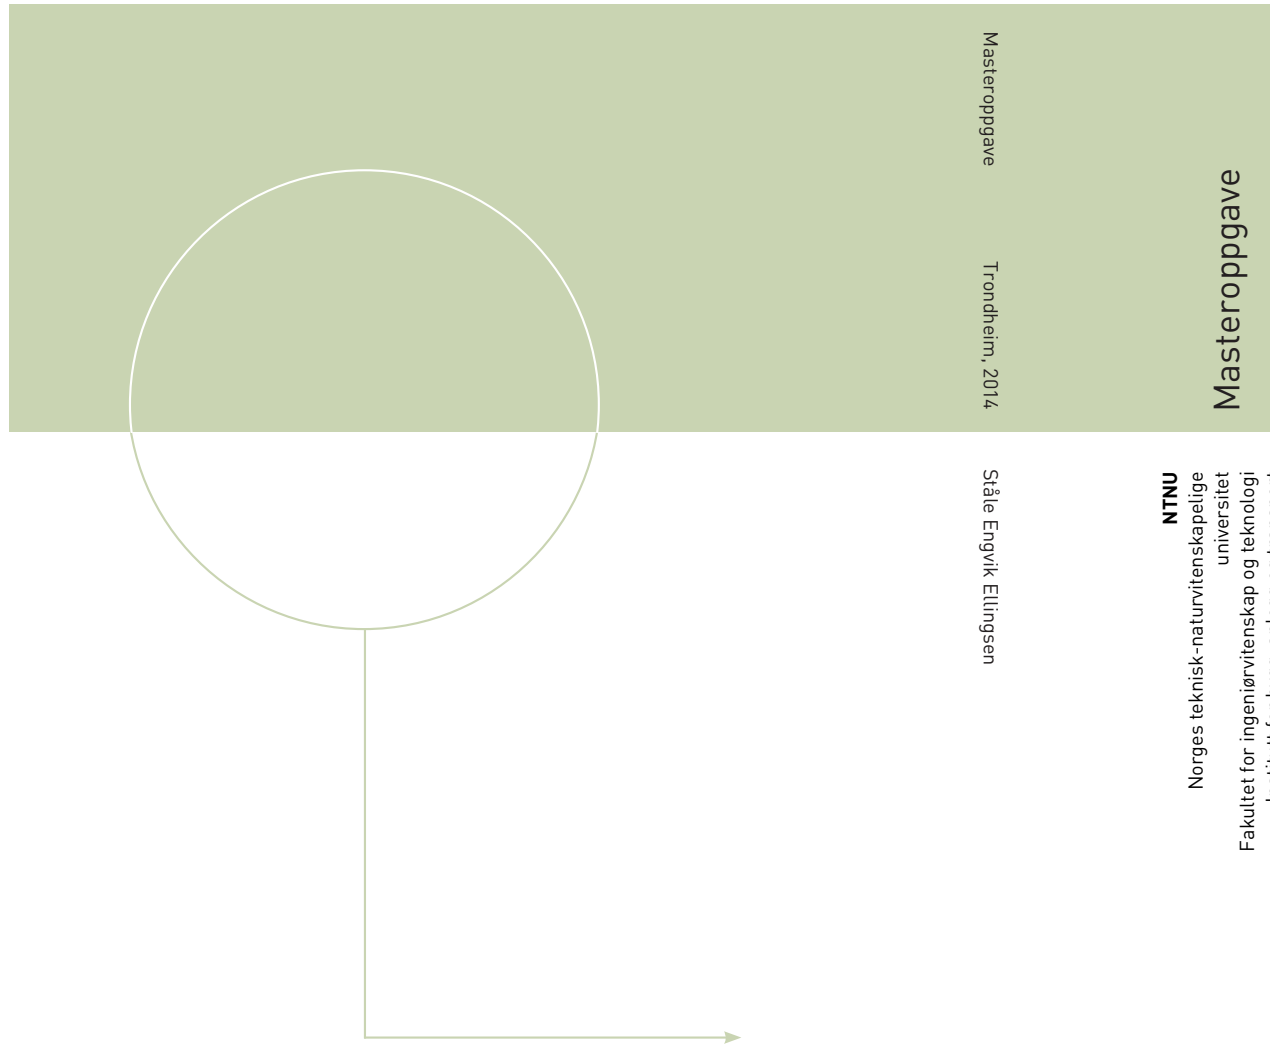 Masteroppgave
Trondheim, 2014
Ståle Engvik Ellingsen
Masteroppgave
NTNU
Norges teknisk-naturvitenskapelige
universitet
Fakultet for ingeniørvitenskap og teknologi